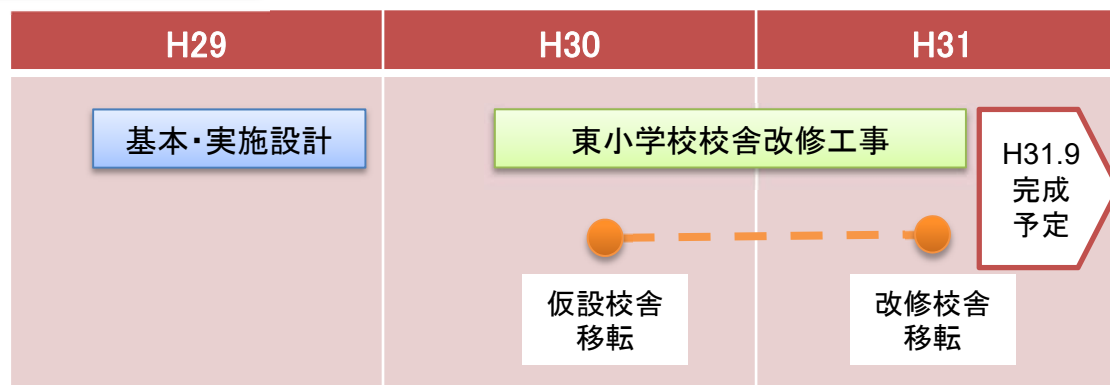 H29
H30
H31
基本・実施設計
東小学校校舎改修工事
H31.9
完成
予定
仮設校舎
移転
改修校舎
移転